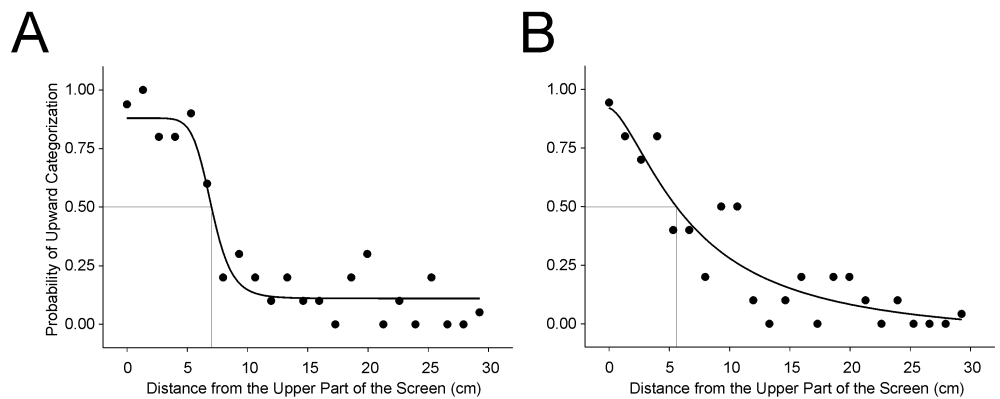 A
B
Probability of Upward Categorization
1.00
0.75
0.50
0.25
0.00
0 5 10 15 20 25 30
Distance from the Upper Part of the Screen (cm)
1.00
0.75
0.50
0.25
0.00
0 5 10 15 20 25 30
Distance from the Upper Part of the Screen (cm)